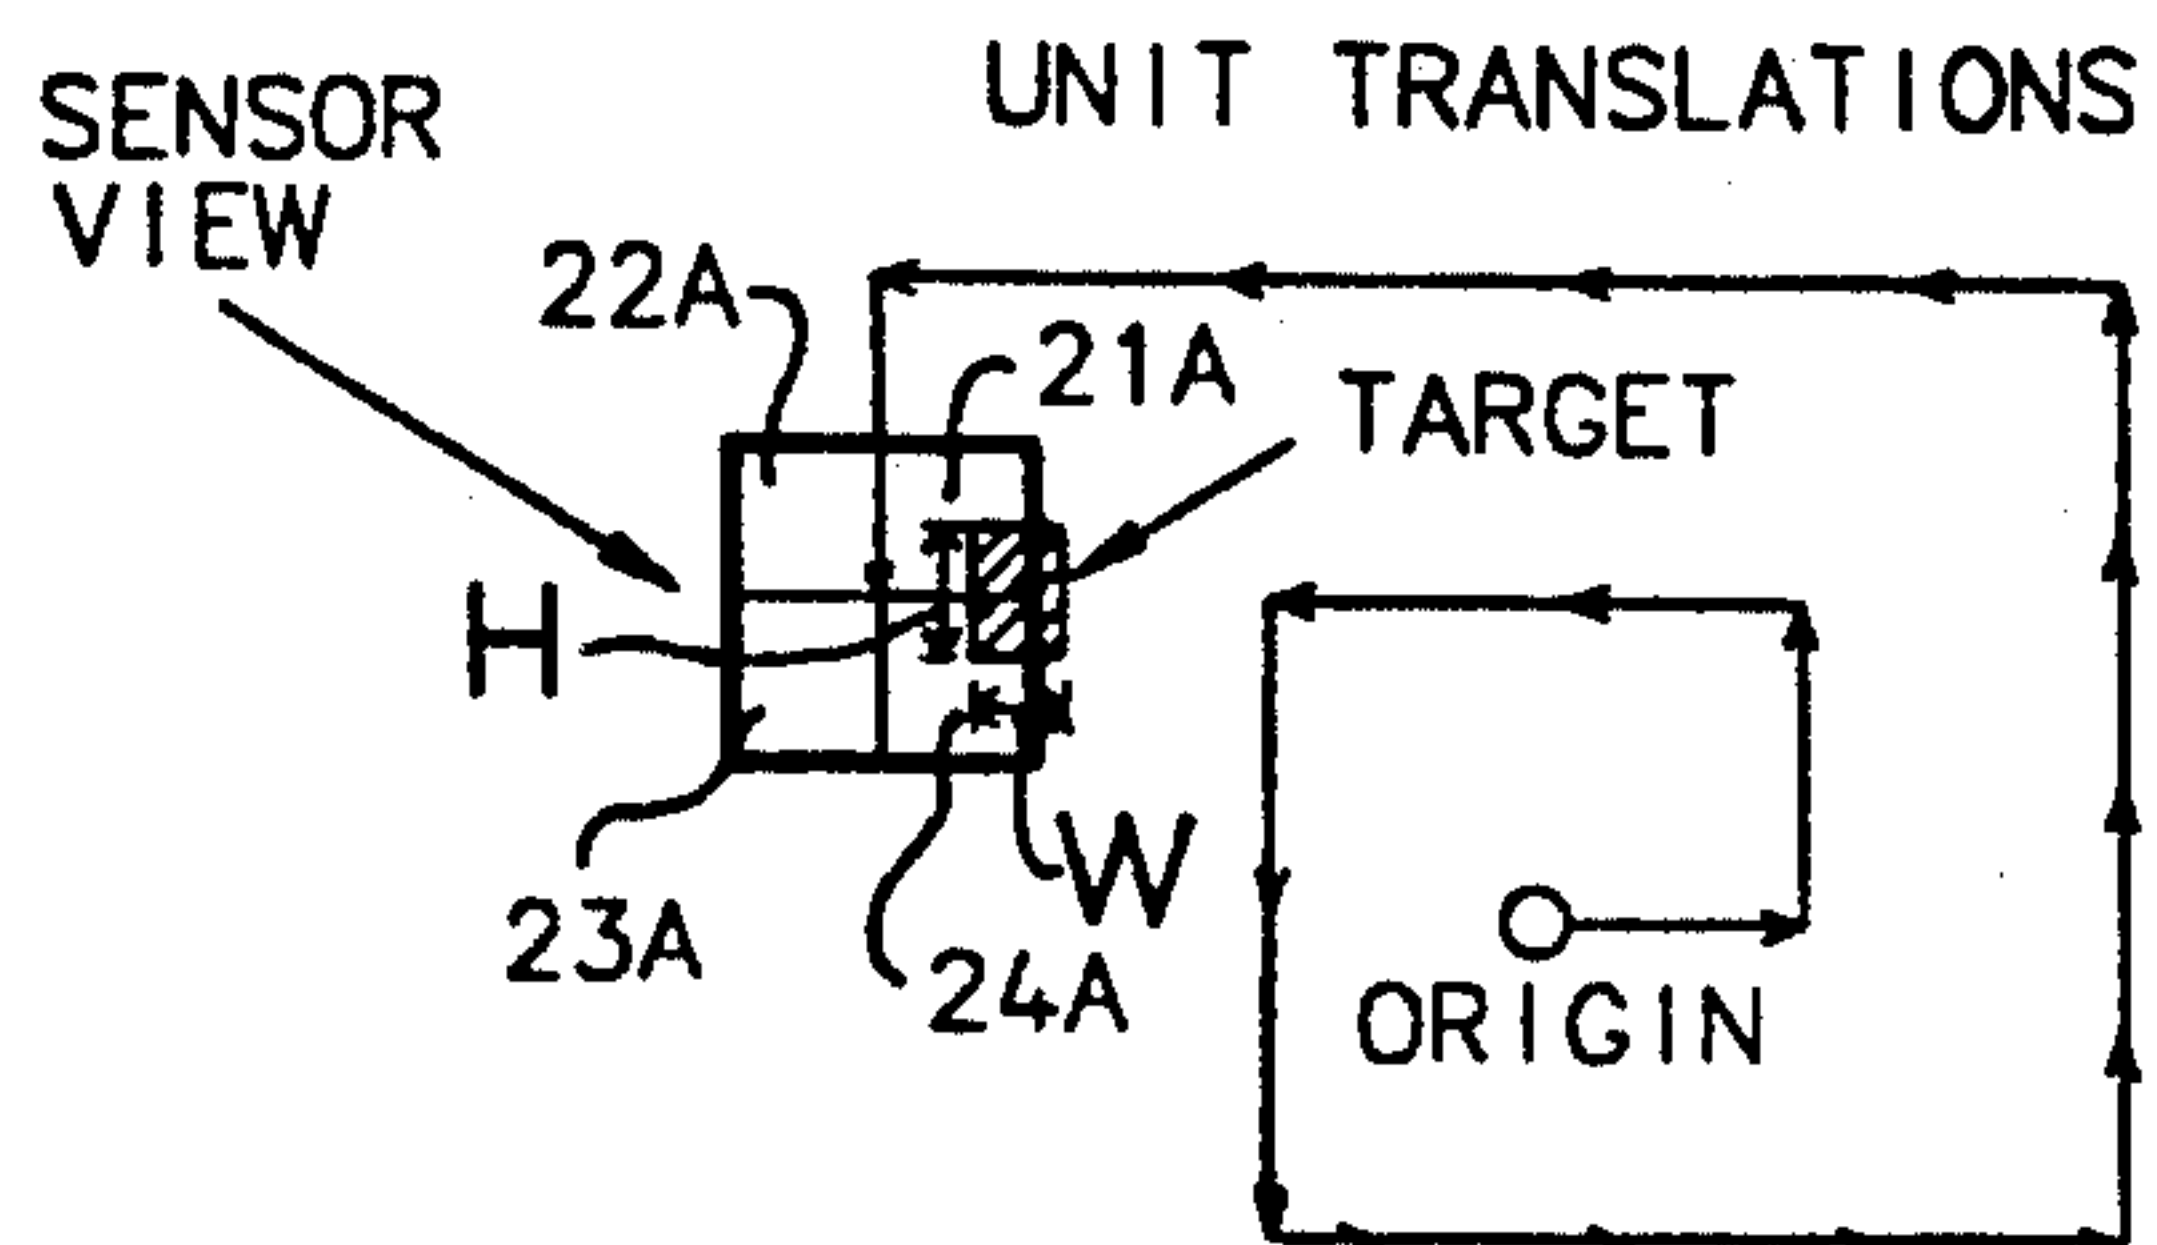 UNIT TRANSLATIONS
SENSOR
VIEW
22A
21A
TARGET
H
W
23A
24A
ORIGIN